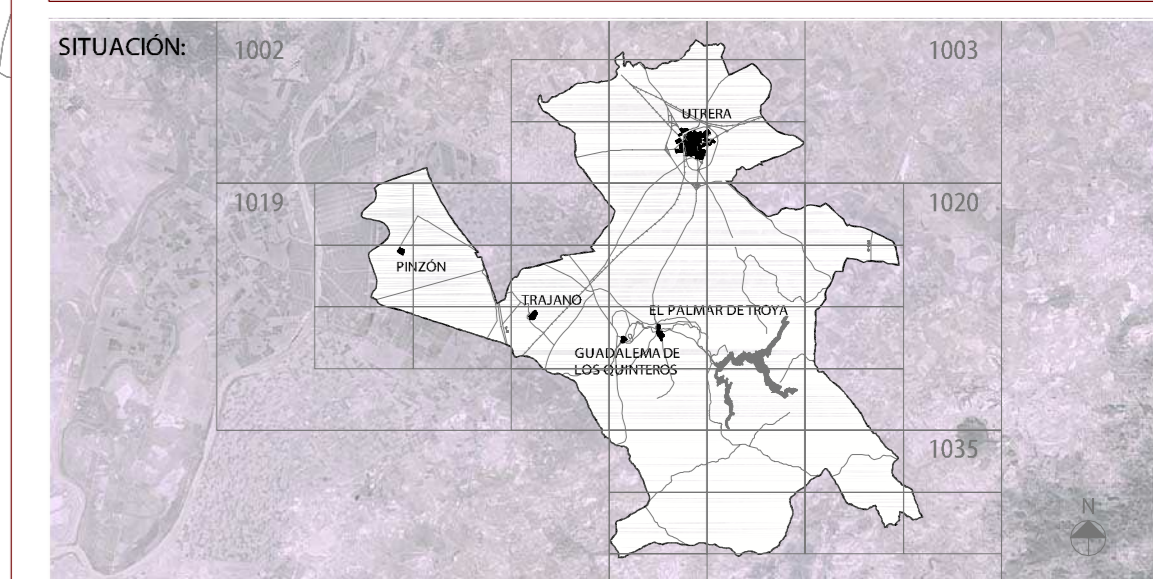 SITUACIÓN:
1002
1003
UTRERA
1019
1020
PINZÓN
TRAJANO
EL PALMAR DE TROYA
GUADALEMA DE
LOS QUINTEROS
1035
N